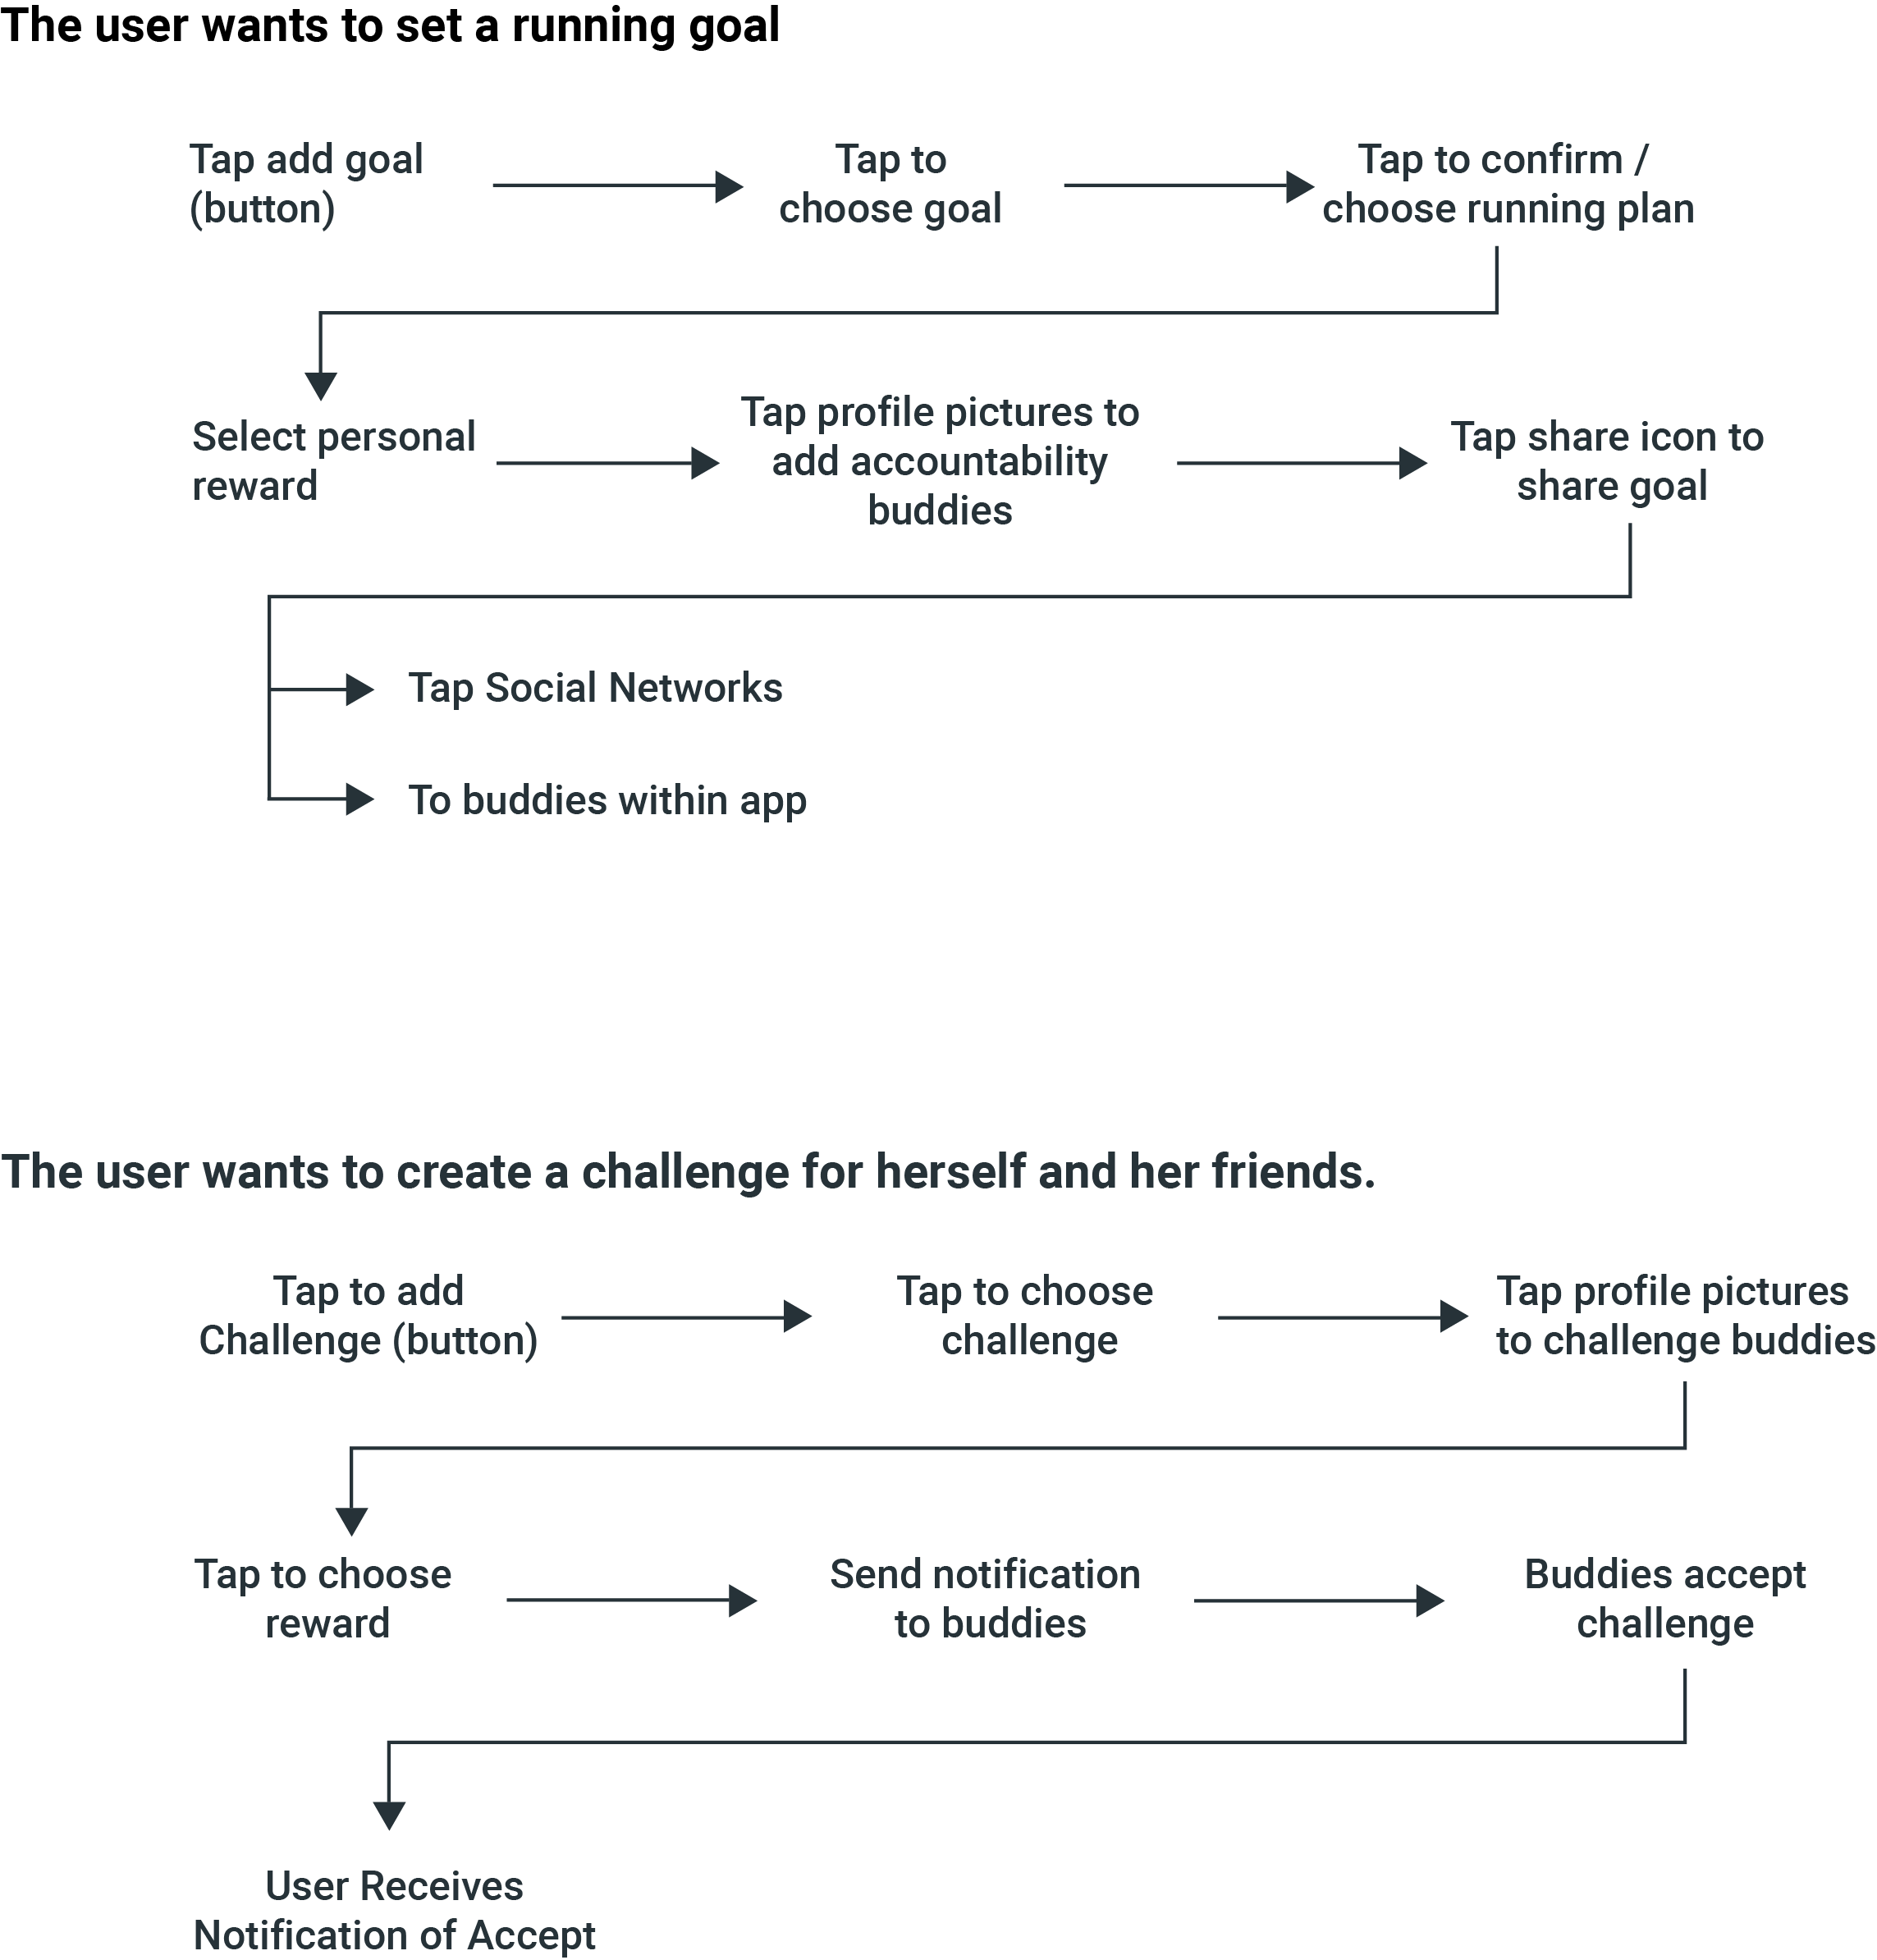 The user wants to set a running goal
Tap add goal
(button)
Tap to
choose goal
Tap to confirm /
choose running plan
Select personal
reward
Tap profile pictures to
add accountability
buddies
Tap share icon to
share goal
Tap Social Networks
To buddies within app
The user wants to create a challenge for herself and her friends.
Tap to add
Challenge (button)
Tap to choose
challenge
Tap profile pictures
to challenge buddies
Tap to choose
reward
Send notification
to buddies
Buddies accept
challenge
User Receives
Notification of Accept